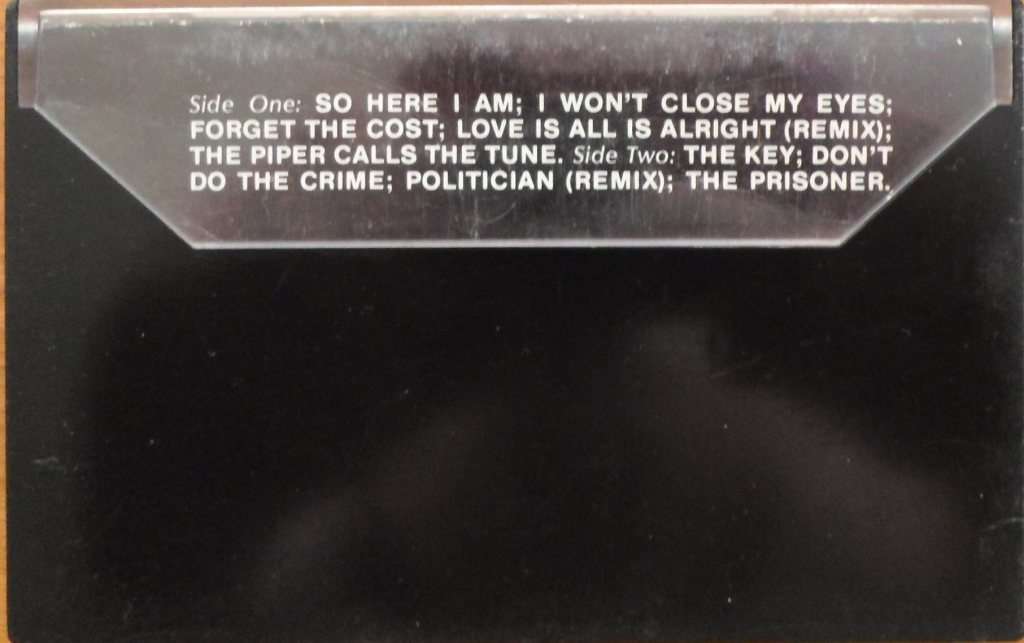 Side One: SO HERE I AM; I WON'T CLOSE MY EYES;
FORGET THE COST; LOVE IS ALL IS ALRIGHT (REMIX);
THE PIPER CALLS THE TUNE. Side Two: THE KEY; DON'T
DO THE CRIME; POLITICIAN (REMIX); THE PRISONER.